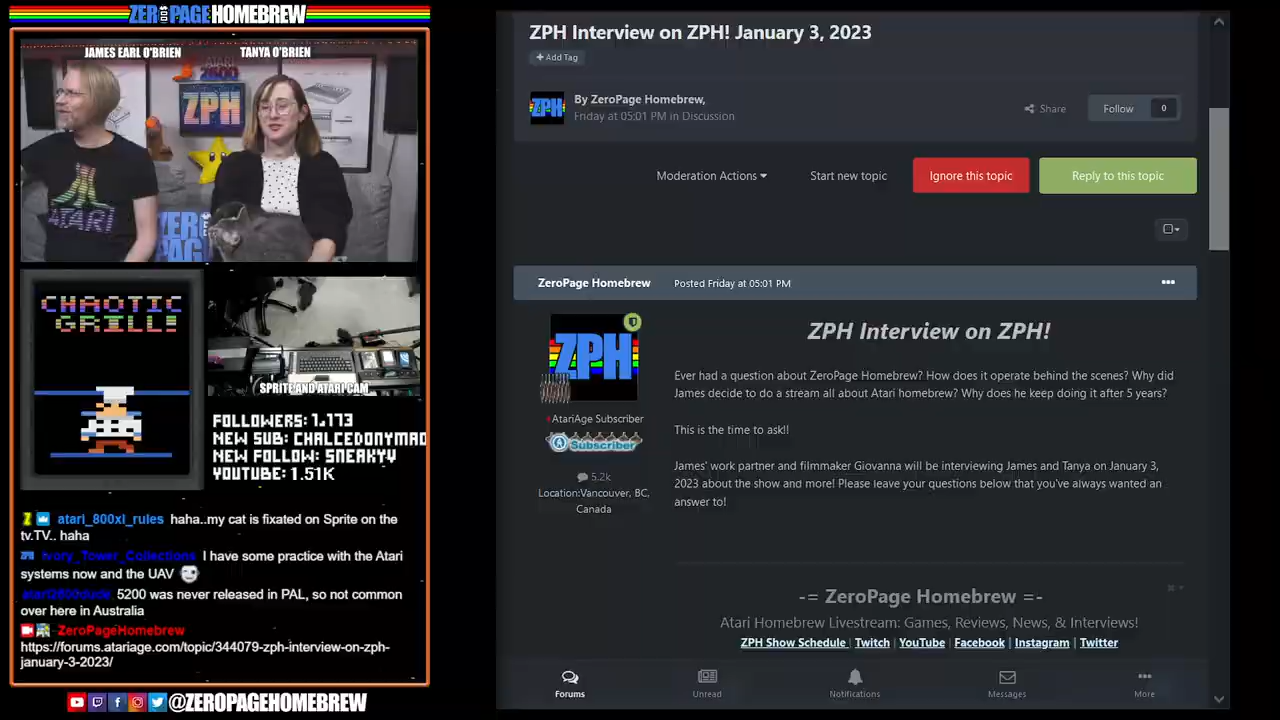 ZEROPAGE HOMEBREW
JAMES EARL O'BRIEN
TANYA O'BRIEN
ATARI
2600
ZPH
ATARI
ZERO
PAG
CHAOTIC
GRILL!
SPRITE AND ATARI CAM
FOLLOWERS: 1,173
NEW SUB: CHALCEDONYMAD
NEW FOLLOW: SNEAKTY
YOUTUBE: 1.51K
atari_800xl_rules haha..my cat is fixated on Sprite on the
tv.TV.. haha
Ivory_Tower_Collections I have some practice with the Atari
systems now and the UAV
atari2600dude 5200 was never released in PAL, so not common
over here in Australia
ZeroPageHomebrew
https://forums.atariage.com/topic/344079-zph-interview-on-zph-
january-3-2023/
@ZEROPAGEHOMEBREW
ZPH Interview on ZPH! January 3, 2023
+ Add Tag
ZPH
By ZeroPage Homebrew,
Friday at 05:01 PM in Discussion
Share
Follow 0
Moderation Actions
Start new topic
Ignore this topic
Reply to this topic
ZeroPage Homebrew
Posted Friday at 05:01 PM
ZPH
AtariAge Subscriber
Subscriber
5.2k
Location:Vancouver, BC,
Canada
ZPH Interview on ZPH!
Ever had a question about ZeroPage Homebrew? How does it operate behind the scenes? Why did
James decide to do a stream all about Atari homebrew? Why does he keep doing it after 5 years?
This is the time to ask!!
James' work partner and filmmaker Giovanna will be interviewing James and Tanya on January 3,
2023 about the show and more! Please leave your questions below that you've always wanted an
answer to!
-= ZeroPage Homebrew =-
Atari Homebrew Livestream: Games, Reviews, News, & Interviews!
ZPH Show Schedule | Twitch | YouTube | Facebook | Instagram | Twitter
Forums
Unread
Notifications
Messages
More